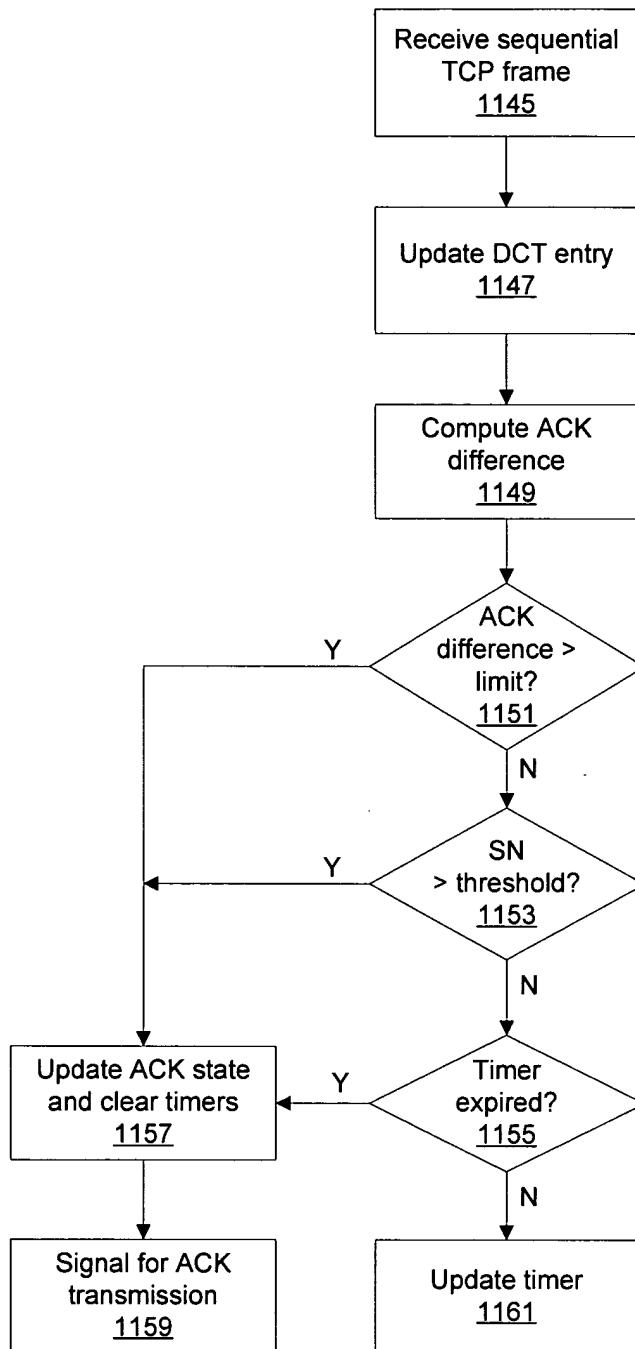 Receive sequential
TCP frame
1145
Update DCT entry
1147
Compute ACK
difference
1149
ACK
difference >
limit?
1151
Y
N
SN
> threshold?
1153
Y
N
Timer
expired?
1155
Y
N
Update ACK state
and clear timers
1157
Signal for ACK
transmission
1159
Update timer
1161